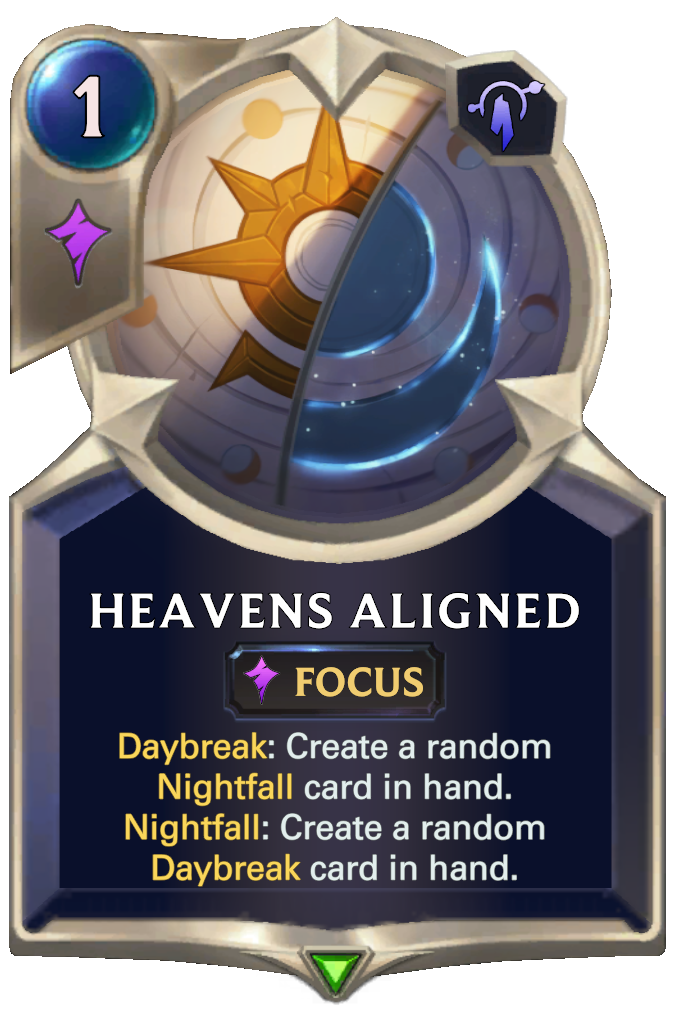 1
HEAVENS ALIGNED
FOCUS
Daybreak: Create a random
Nightfall card in hand.
Nightfall: Create a random
Daybreak card in hand.